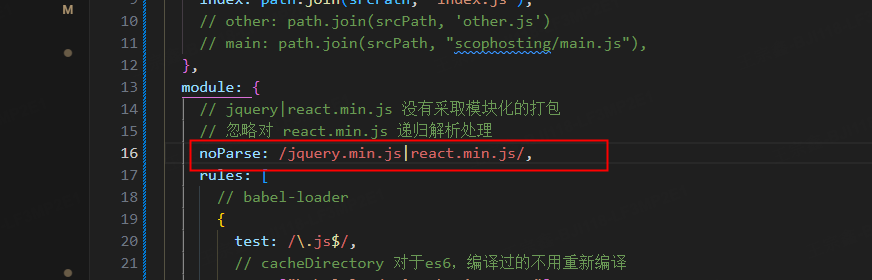 index: path.join(srcPath, 'index.js'),
M
10 // other: path.join(srcPath, 'other.js')
11 // main: path.join(srcPath, "scophosting/main.js"),
12 },
13 module: {
14 // jquery|react.min.js 没有采取模块化的打包
15 // 忽略对 react.min.js 递归解析处理
16 noParse: /jquery.min.js|react.min.js/,
17 rules: [
18 // babel-loader
19 {
20 test: /\.js$/,
21 // cacheDirectory 对于es6，编译过的不用重新编译